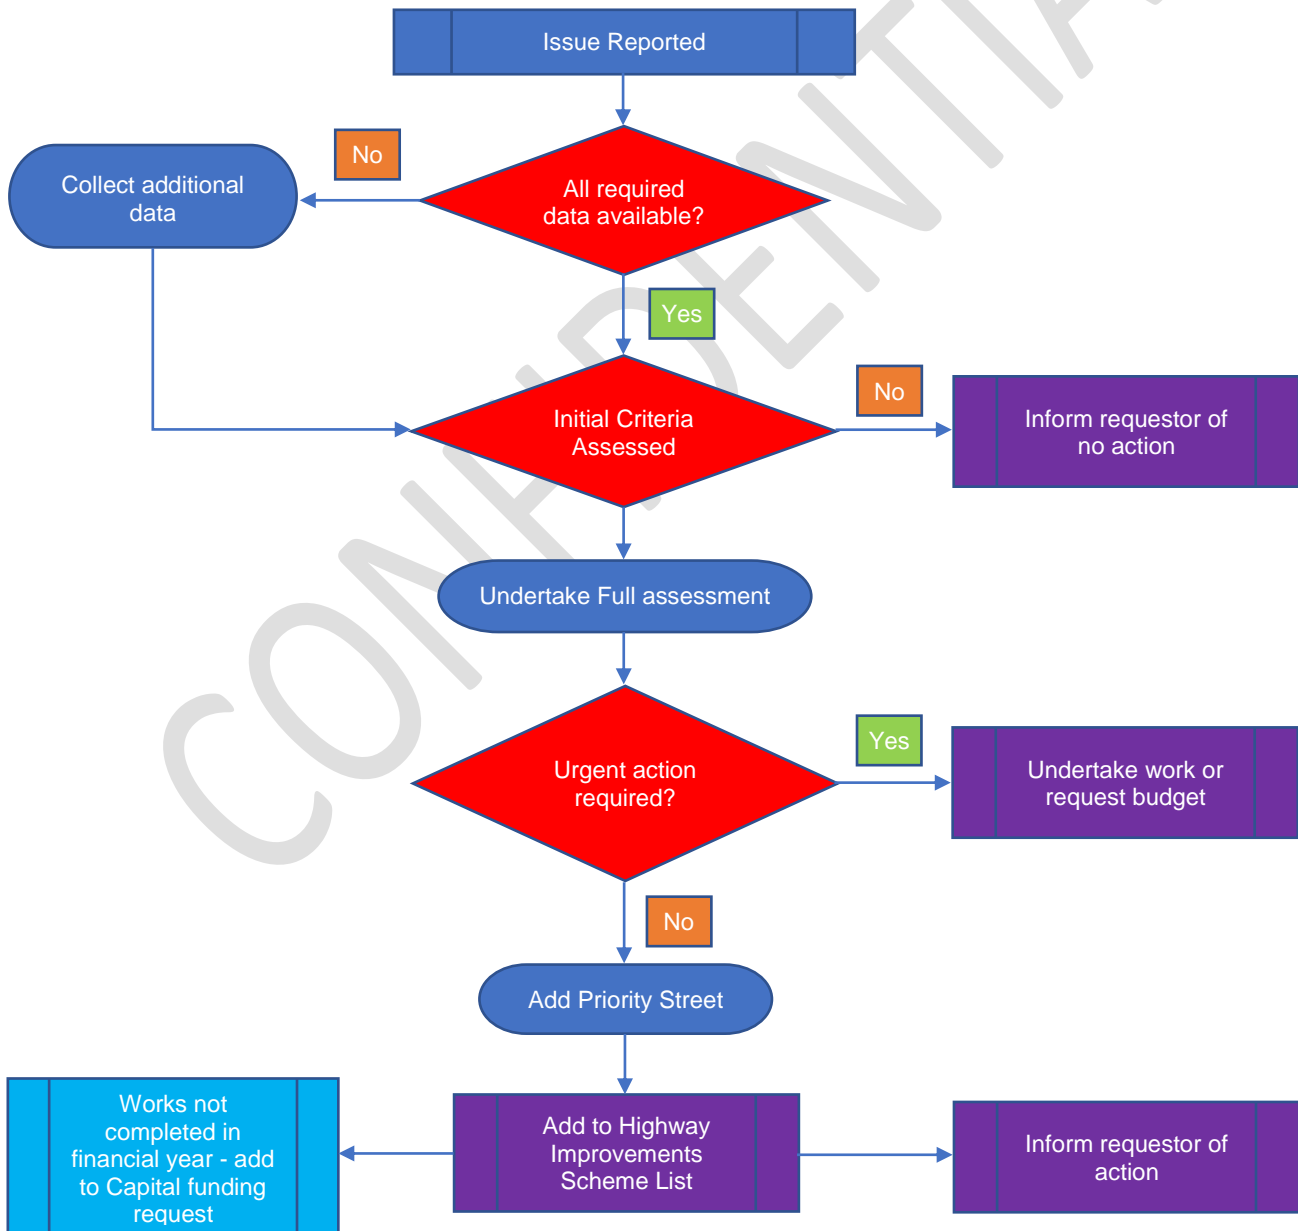 Issue Reported
No
Collect additional
data
All required
data available?
Yes
Initial Criteria
Assessed
No
Inform requestor of
no action
Undertake Full assessment
Urgent action
required?
Yes
Undertake work or
request budget
No
Add Priority Street
Works not
completed in
financial year - add
to Capital funding
request
Add to Highway
Improvements
Scheme List
Inform requestor of
action
CONFIDENTIA